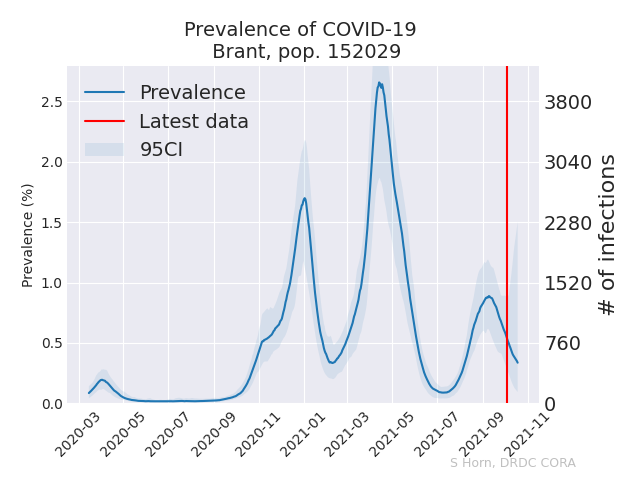 Prevalence of COVID-19
Brant, pop. 152029
Prevalence
Latest data
95CI
Prevalence (%)
2.5
2.0
1.5
1.0
0.5
0.0
3800
3040
2280
1520
760
0
# of infections
2020-03
2020-05
2020-07
2020-09
2020-11
2021-01
2021-03
2021-05
2021-07
2021-09
2021-11
S Horn, DRDC CORA